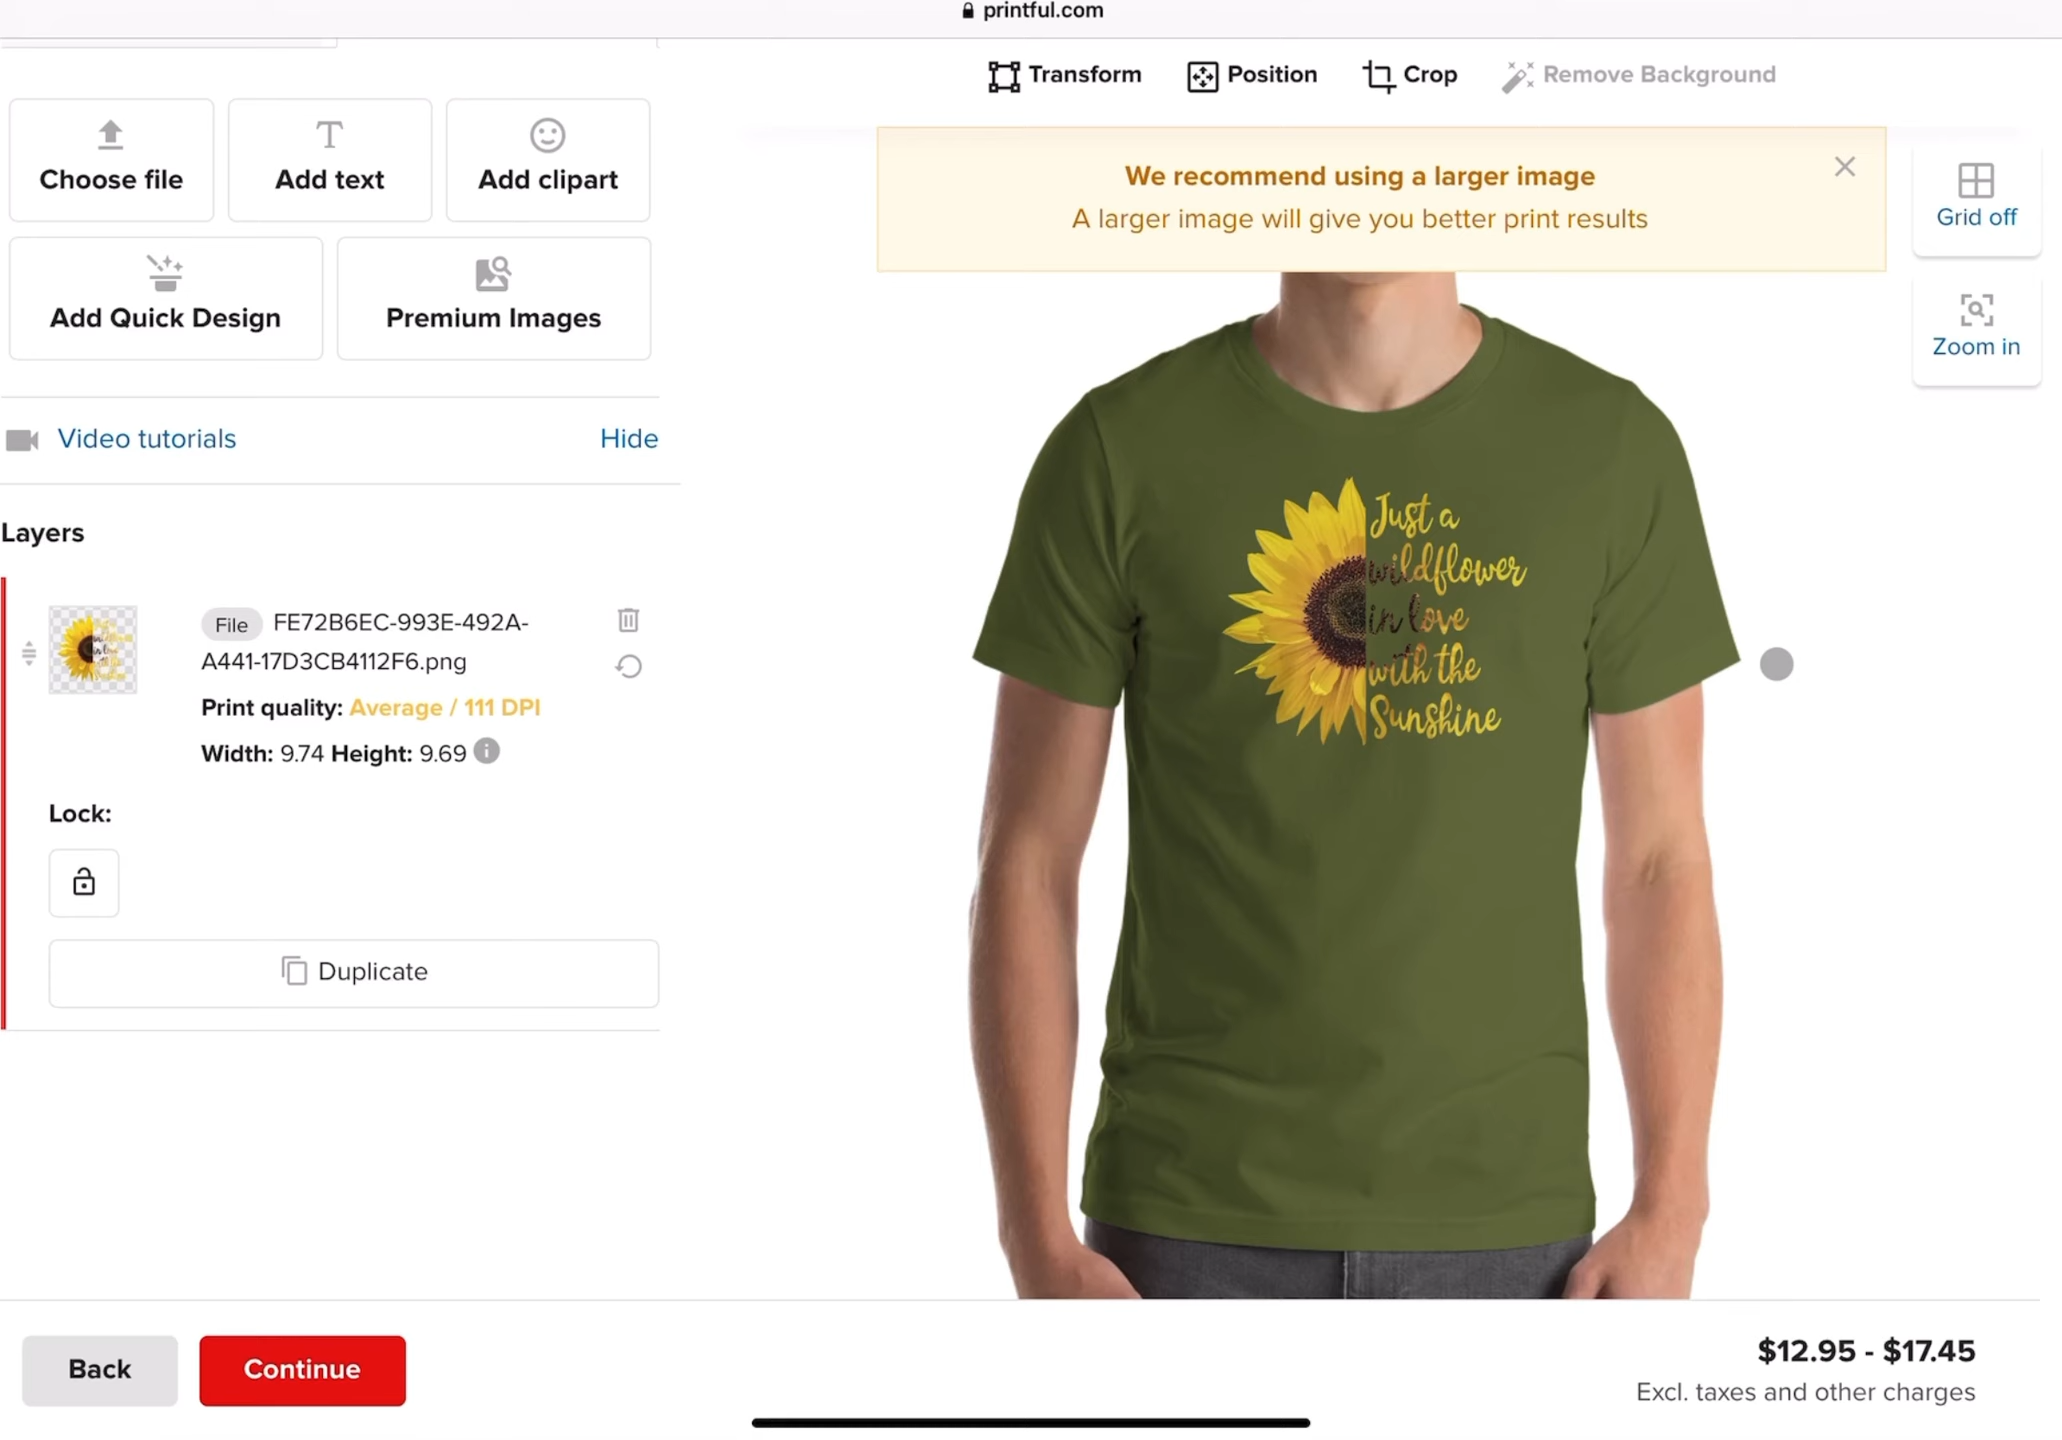 printful.com
Transform
Position
Crop
Remove Background
Choose file
Add text
Add clipart
Add Quick Design
Premium Images
We recommend using a larger image
A larger image will give you better print results
Grid off
Zoom in
Video tutorials
Hide
Layers
File FE72B6EC-993E-492A-
A441-17D3CB4112F6.png
Print quality: Average / 111 DPI
Width: 9.74 Height: 9.69
Lock:
Duplicate
Just a
wildflower
in love
with the
Sunshine
Back
Continue
$12.95 - $17.45
Excl. taxes and other charges